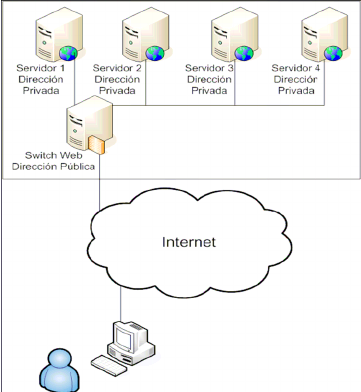 Servidor 1
Dirección
Privada
Servidor 2
Dirección
Privada
Servidor 3
Dirección
Privada
Servidor 4
Direcciór
Privada
Switch Web
Dirección Pública
Internet